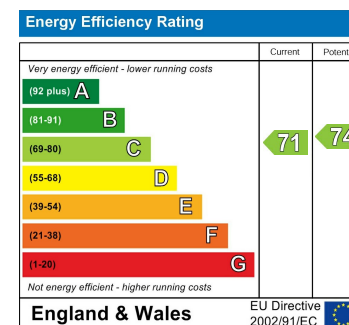 Energy Efficiency Rating
Current Potent
Very energy efficient - lower running costs
(92 plus) A
(81-91) B
(69-80) C
71 74
(55-68) D
(39-54) E
(21-38) F
(1-20) G
Not energy efficient - higher running costs
England & Wales
EU Directive
2002/91/EC